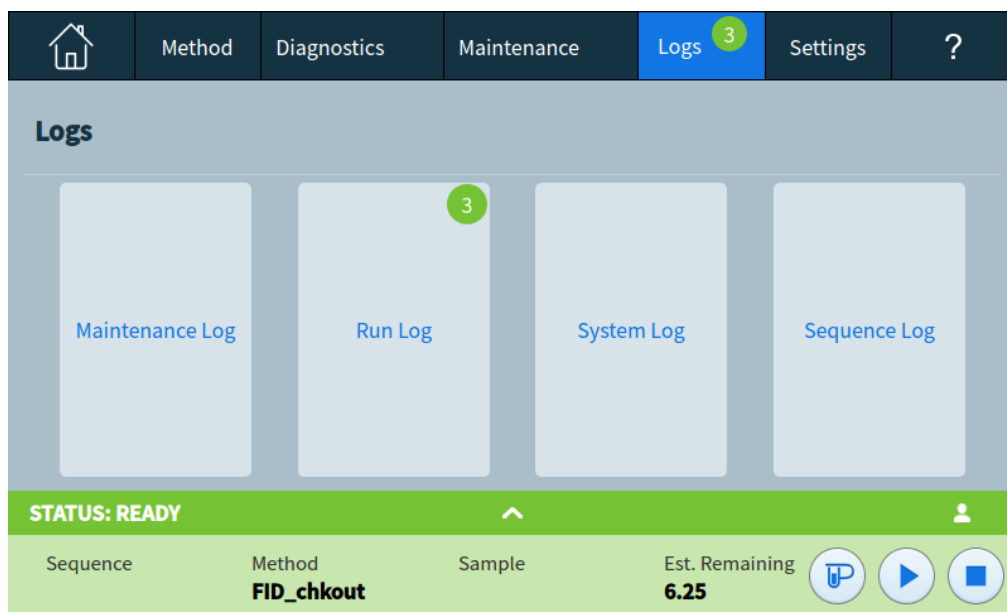 Method Diagnostics Maintenance Logs 3 Settings ?
Logs
3
Maintenance Log Run Log System Log Sequence Log
STATUS: READY
Sequence Method Sample Est. Remaining
FID_chkout 6.25